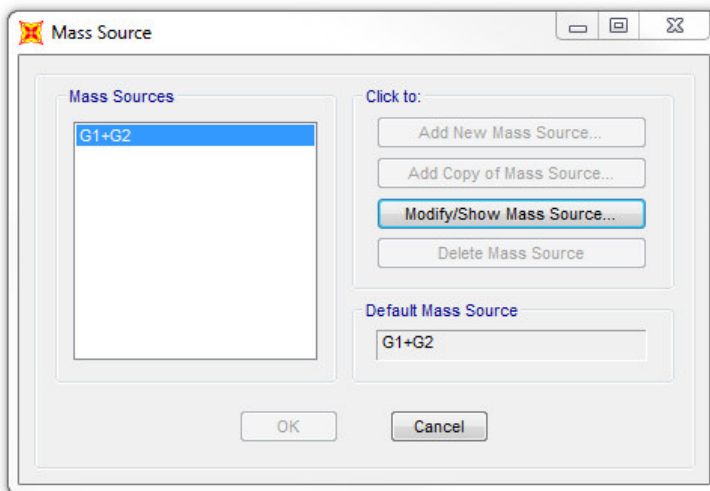 Mass Source
Mass Sources
G1+G2
Click to:
Add New Mass Source...
Add Copy of Mass Source...
Modify/Show Mass Source...
Delete Mass Source
Default Mass Source
G1+G2
OK
Cancel